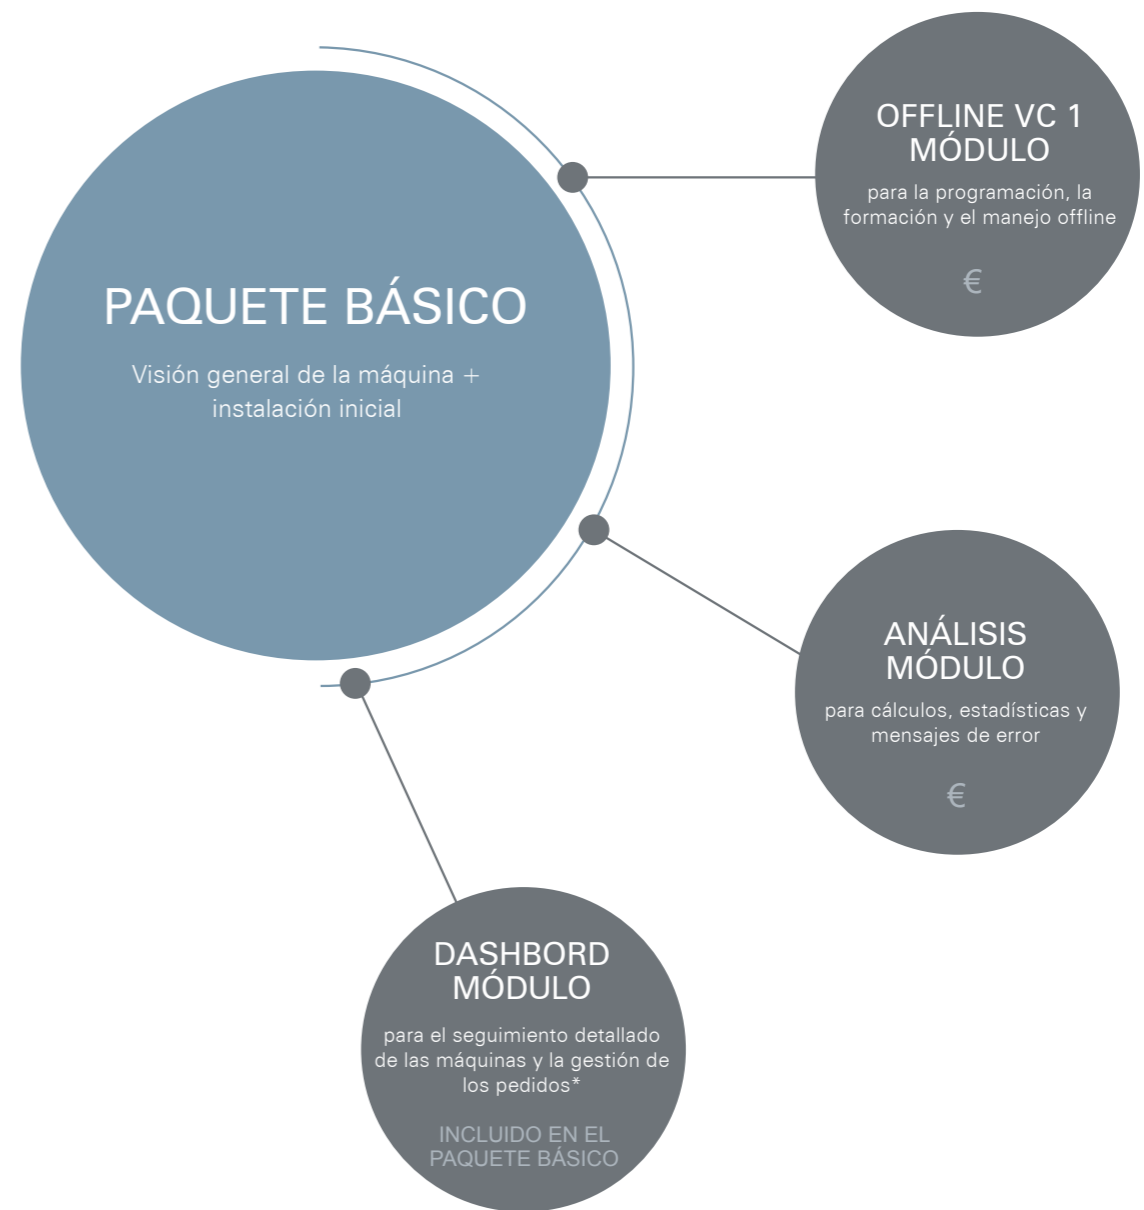 PAQUETE BÁSICO
Visión general de la máquina +
instalación inicial
OFFLINE VC 1
MÓDULO
para la programación, la
formación y el manejo offline
€
ANÁLISIS
MÓDULO
para cálculos, estadísticas y
mensajes de error
€
DASHBORD
MÓDULO
para el seguimiento detallado
de las máquinas y la gestión de
los pedidos*
INCLUIDO EN EL
PAQUETE BÁSICO